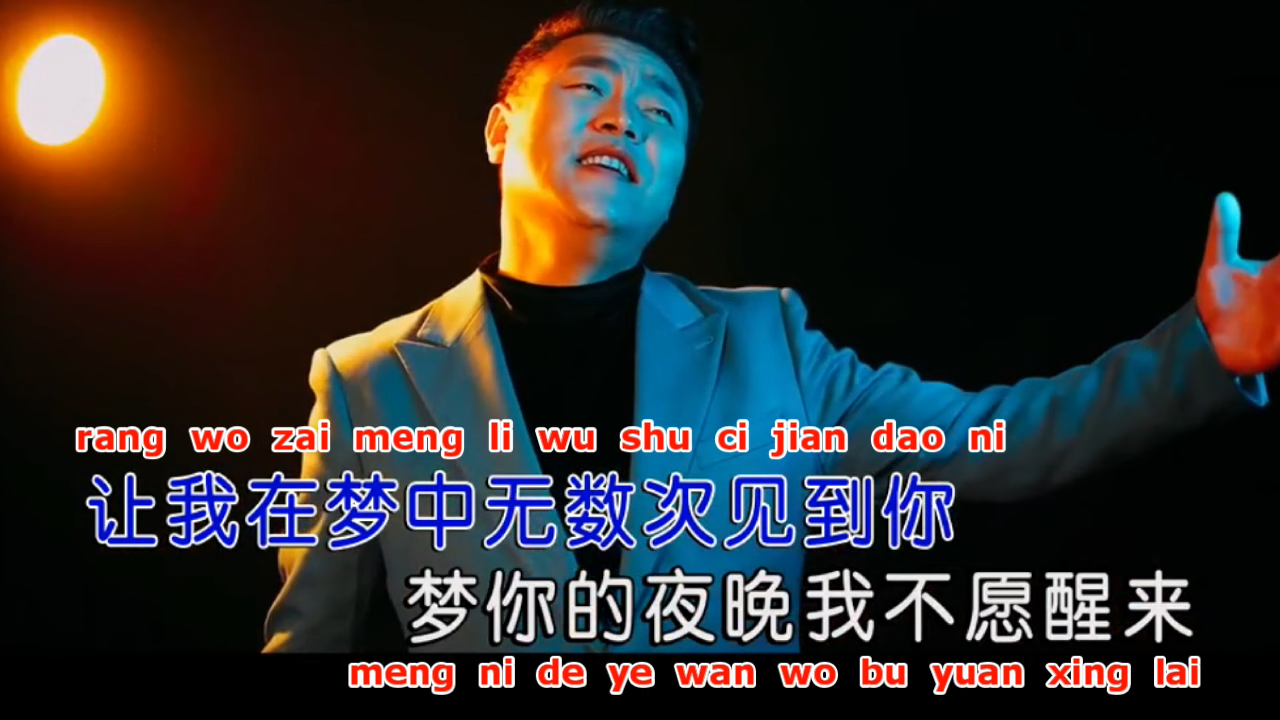 rang wo zai meng li wu shu ci jian dao ni
让我在梦中无数次见到你
梦你的夜晚我不愿醒来
meng ni de ye wan wo bu yuan xing lai